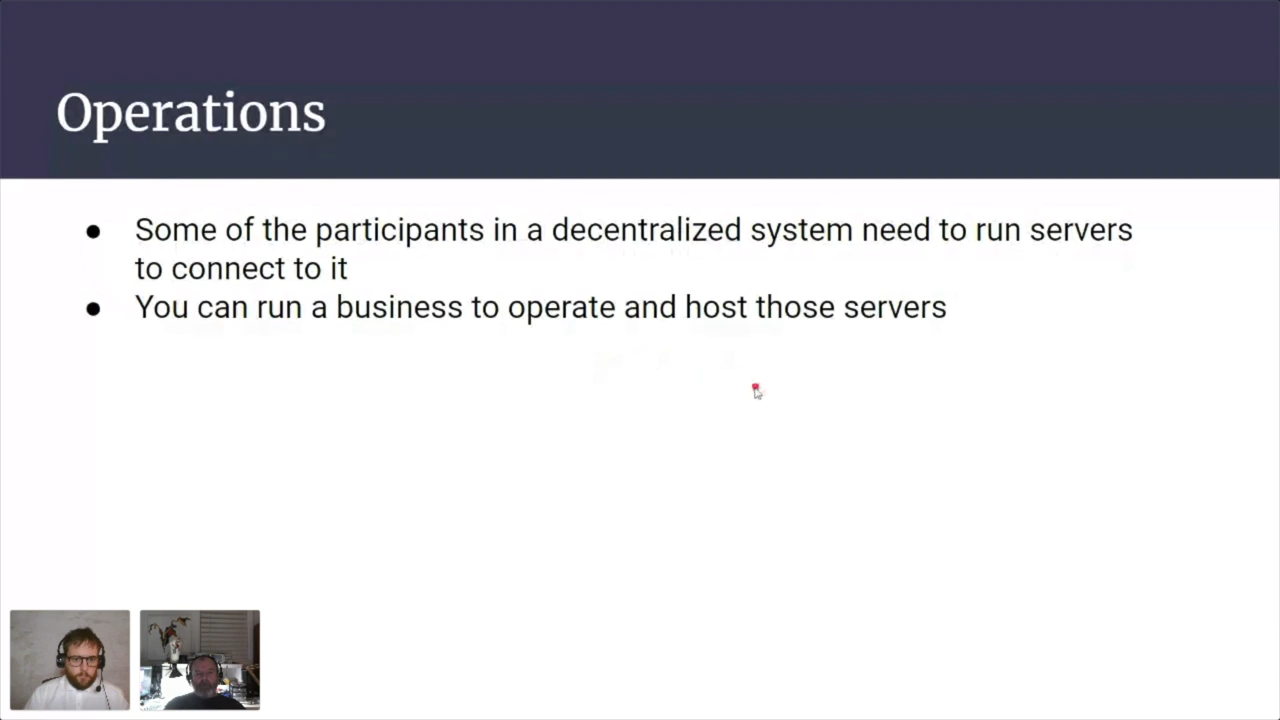 Operations
● Some of the participants in a decentralized system need to run servers
to connect to it
● You can run a business to operate and host those servers